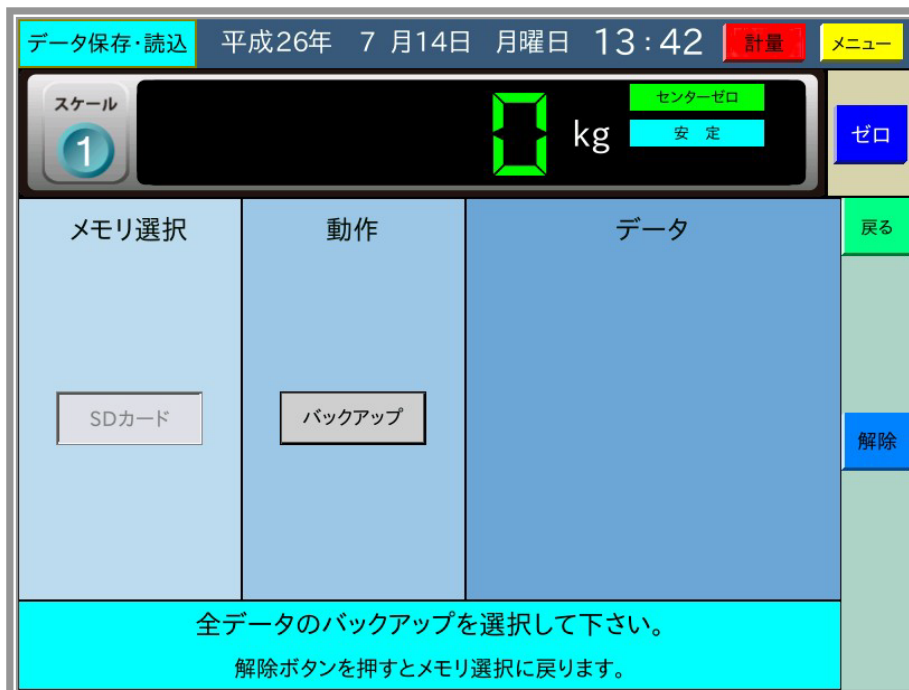 データ保存・読込 平成26年 7月14日 月曜日 13:42 計量 メニュー
スケール
1
0 kg
センターゼロ
安定
ゼロ
メモリ選択 動作 データ
戻る
SDカード バックアップ
解除
全データのバックアップを選択して下さい。
解除ボタンを押すとメモリ選択に戻ります。